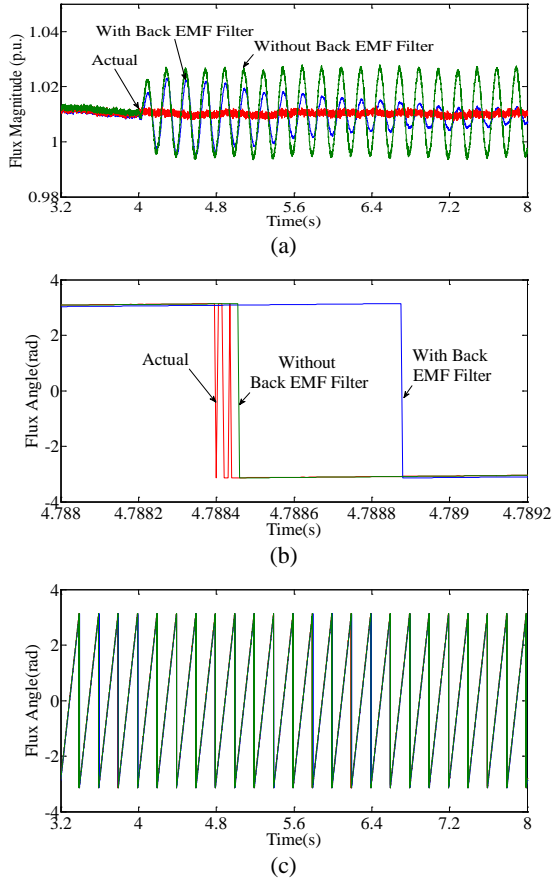 1.04
1.02
1
0.98
Flux Magnitude (p.u.)
With Back EMF Filter
Without Back EMF Filter
Actual
3.2 4 4.8 5.6 6.4 7.2 8
Time(s)
(a)
4
2
0
-2
-4
Flux Angle(rad)
Actual
Without
Back EMF Filter
With Back
EMF Filter
4.788 4.7882 4.7884 4.7886 4.7888 4.789 4.7892
Time(s)
(b)
4
2
0
-2
-4
Flux Angle(rad)
3.2 4 4.8 5.6 6.4 7.2 8
Time(s)
(c)